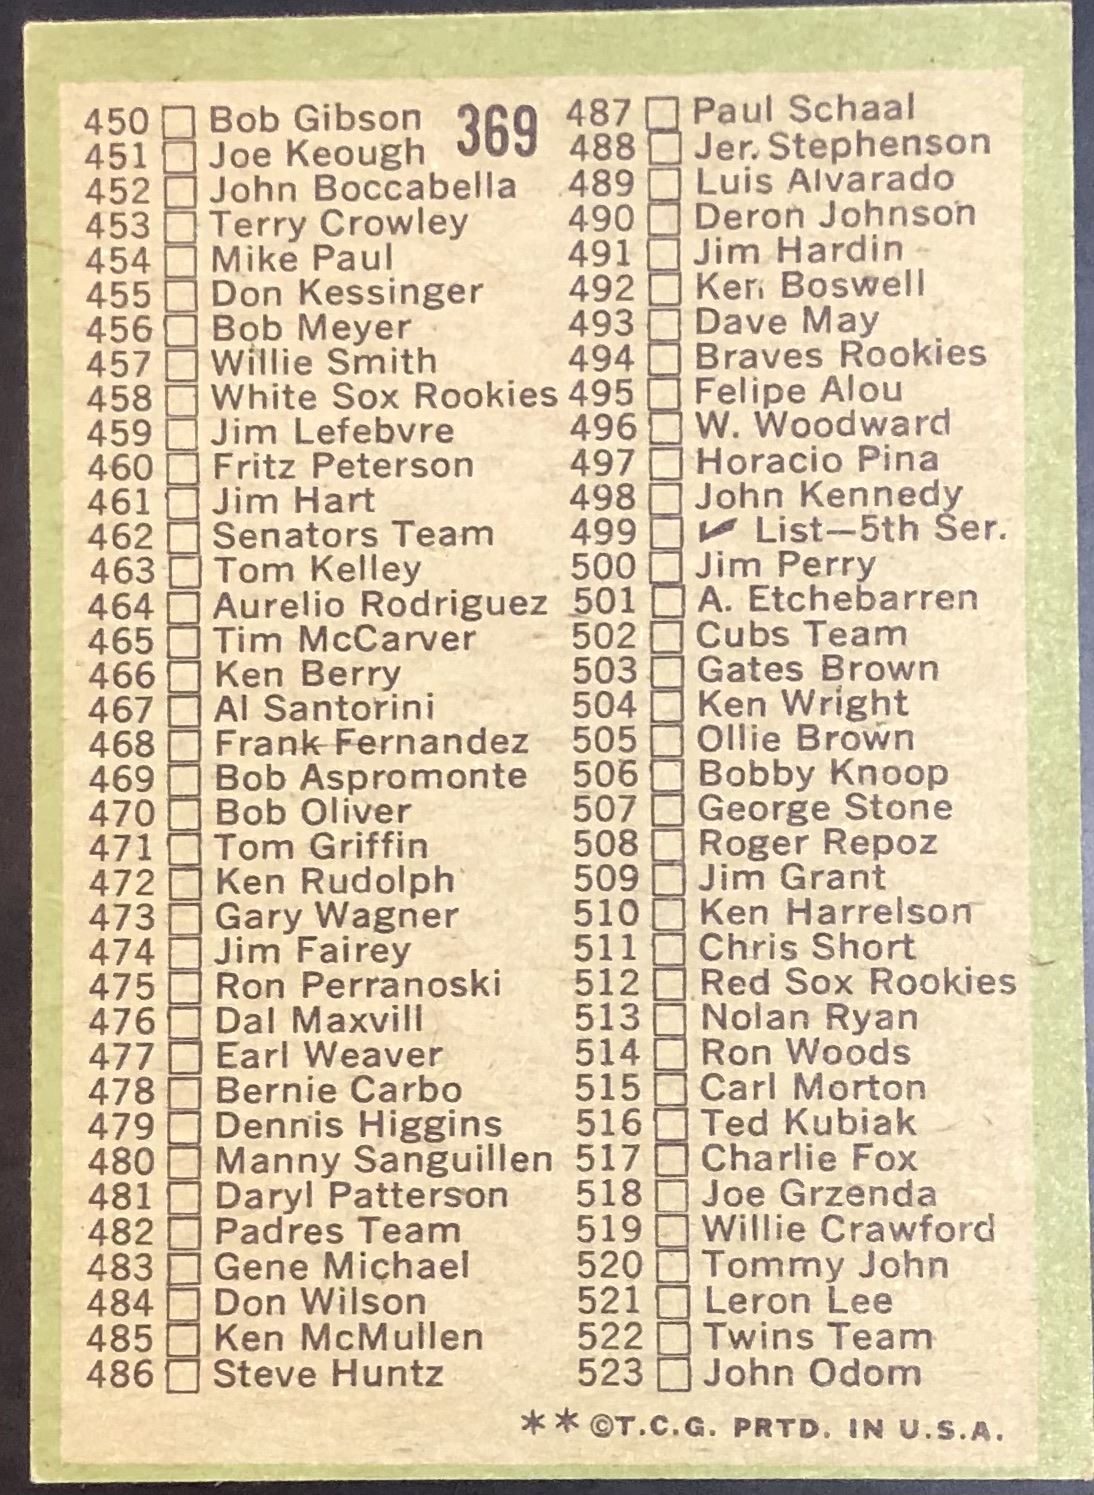 369
450 Bob Gibson
451 Joe Keough
452 John Boccabella
453 Terry Crowley
454 Mike Paul
455 Don Kessinger
456 Bob Meyer
457 Willie Smith
458 White Sox Rookies
459 Jim Lefebvre
460 Fritz Peterson
461 Jim Hart
462 Senators Team
463 Tom Kelley
464 Aurelio Rodriguez
465 Tim McCarver
466 Ken Berry
467 Al Santorini
468 Frank Fernandez
469 Bob Aspromonte
470 Bob Oliver
471 Tom Griffin
472 Ken Rudolph
473 Gary Wagner
474 Jim Fairey
475 Ron Perranoski
476 Dal Maxvill
477 Earl Weaver
478 Bernie Carbo
479 Dennis Higgins
480 Manny Sanguillen
481 Daryl Patterson
482 Padres Team
483 Gene Michael
484 Don Wilson
485 Ken McMullen
486 Steve Huntz
487 Paul Schaal
488 Jer. Stephenson
489 Luis Alvarado
490 Deron Johnson
491 Jim Hardin
492 Ken Boswell
493 Dave May
494 Braves Rookies
495 Felipe Alou
496 W. Woodward
497 Horacio Pina
498 John Kennedy
499 ✔ List—5th Ser.
500 Jim Perry
501 A. Etchebarren
502 Cubs Team
503 Gates Brown
504 Ken Wright
505 Ollie Brown
506 Bobby Knoop
507 George Stone
508 Roger Repoz
509 Jim Grant
510 Ken Harrelson
511 Chris Short
512 Red Sox Rookies
513 Nolan Ryan
514 Ron Woods
515 Carl Morton
516 Ted Kubiak
517 Charlie Fox
518 Joe Grzenda
519 Willie Crawford
520 Tommy John
521 Leron Lee
522 Twins Team
523 John Odom
**©T.C.G. PRTD. IN U.S.A.